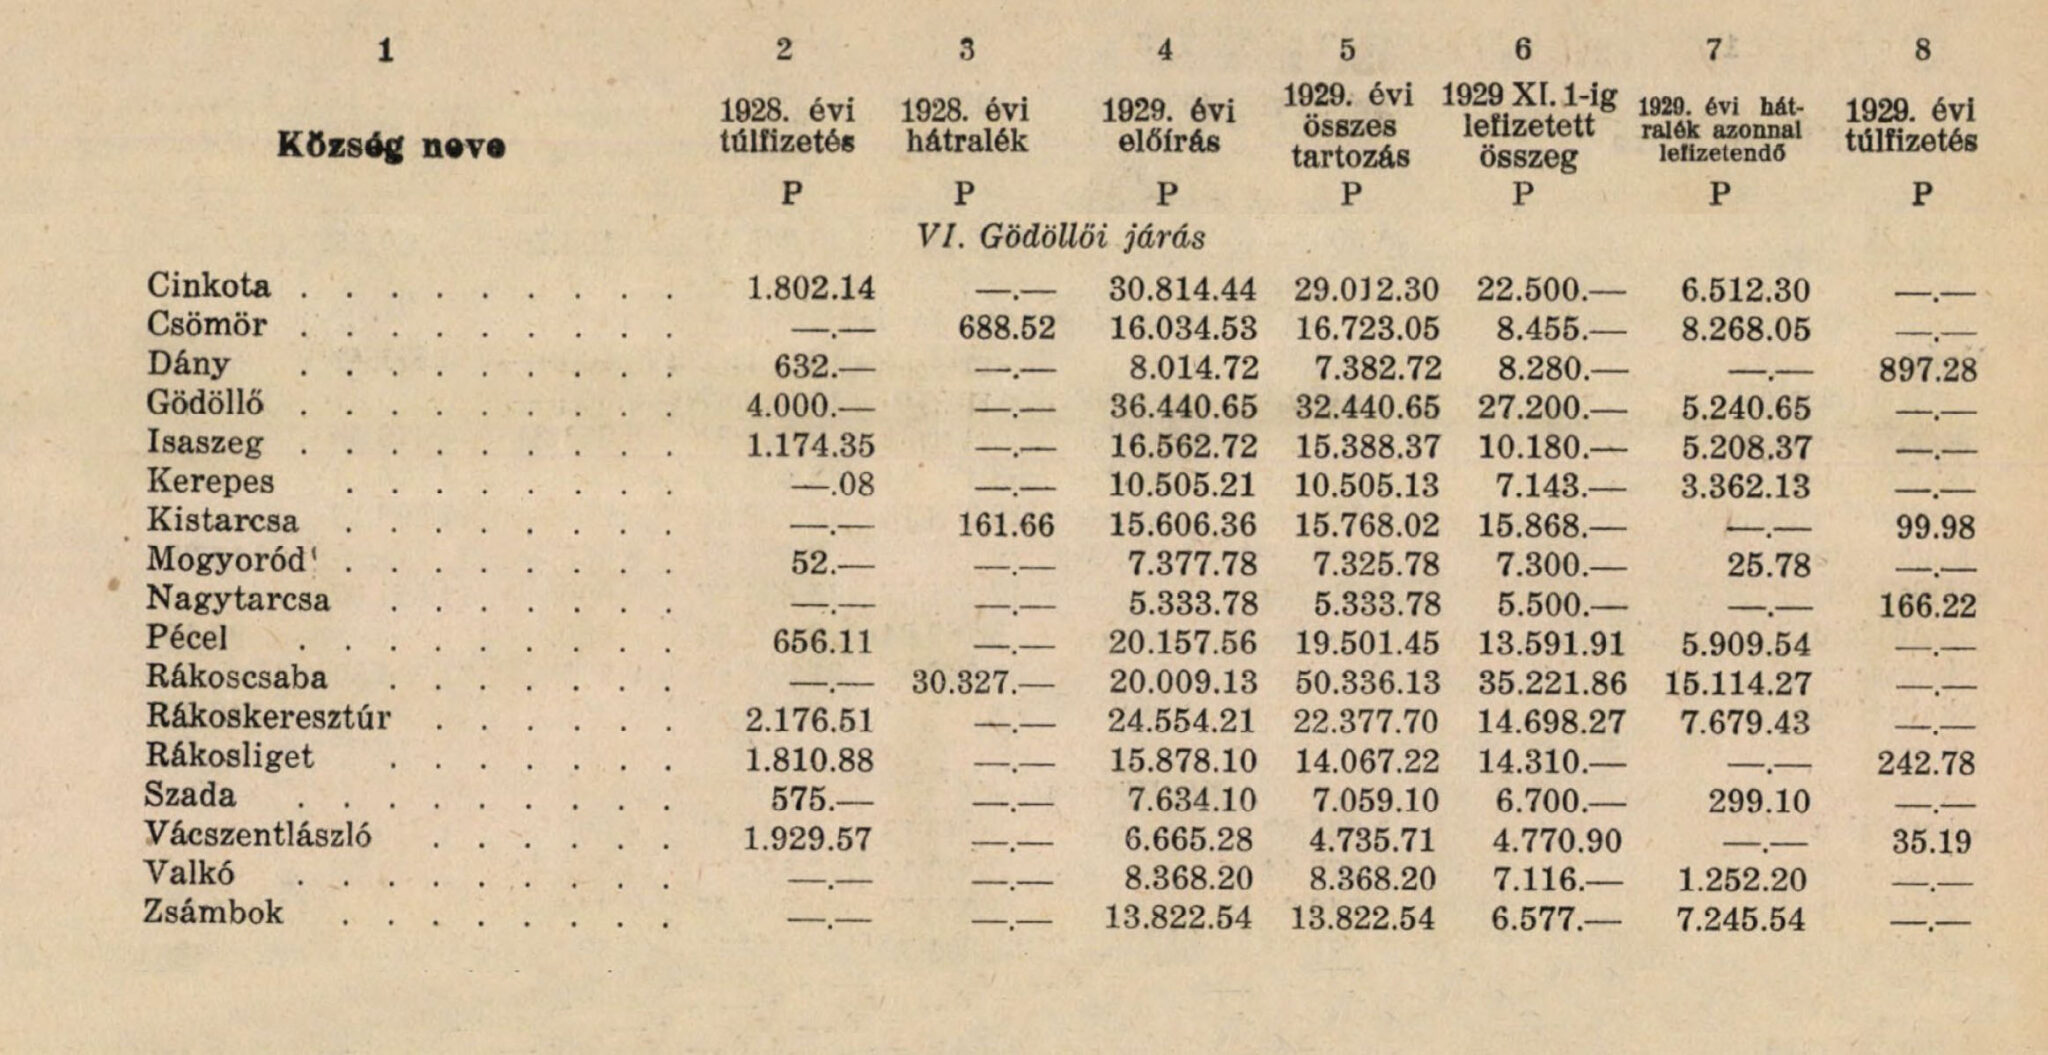 1 2 3 4 5 6 7 8
Község neve 1928. évi túlfizetés P 1928. évi hátralék P 1929. évi előírás P 1929. évi összes tartozás P 1929 XI. 1-ig lefizetett összeg P 1929. évi hátralék azonnal lefizetendő P 1929. évi túlfizetés P
VI. Gödöllői járás
Cinkota . . . . . . . . . 1.802.14 —.— 30.814.44 29.012.30 22.500.— 6.512.30 —.—
Csömör . . . . . . . . . —.— 688.52 16.034.53 16.723.05 8.455.— 8.268.05 —.—
Dány . . . . . . . . . 632.— —.— 8.014.72 7.382.72 8.280.— —.— 897.28
Gödöllő . . . . . . . . . 4.000.— —.— 36.440.65 32.440.65 27.200.— 5.240.65 —.—
Isaszeg . . . . . . . . . 1.174.35 —.— 16.562.72 15.388.37 10.180.— 5.208.37 —.—
Kerepes . . . . . . . . —.08 —.— 10.505.21 10.505.13 7.143.— 3.362.13 —.—
Kistarcsa . . . . . . . . —.— 161.66 15.606.36 15.768.02 15.868.— —.— 99.98
Mogyoród . . . . . . . . 52.— —.— 7.377.78 7.325.78 7.300.— 25.78 —.—
Nagytarcsa . . . . . . . —.— —.— 5.333.78 5.333.78 5.500.— —.— 166.22
Pécel . . . . . . . . . 656.11 —.— 20.157.56 19.501.45 13.591.91 5.909.54 —.—
Rákoscsaba . . . . . . . —.— 30.327.— 20.009.13 50.336.13 35.221.86 15.114.27 —.—
Rákoskeresztúr . . . . . . 2.176.51 —.— 24.554.21 22.377.70 14.698.27 7.679.43 —.—
Rákosliget . . . . . . . 1.810.88 —.— 15.878.10 14.067.22 14.310.— —.— 242.78
Szada . . . . . . . . . 575.— —.— 7.634.10 7.059.10 6.700.— 299.10 —.—
Vácszentlászló . . . . . . 1.929.57 —.— 6.665.28 4.735.71 4.770.90 —.— 35.19
Valkó . . . . . . . . . —.— —.— 8.368.20 8.368.20 7.116.— 1.252.20 —.—
Zsámbok . . . . . . . . —.— —.— 13.822.54 13.822.54 6.577.— 7.245.54 —.—